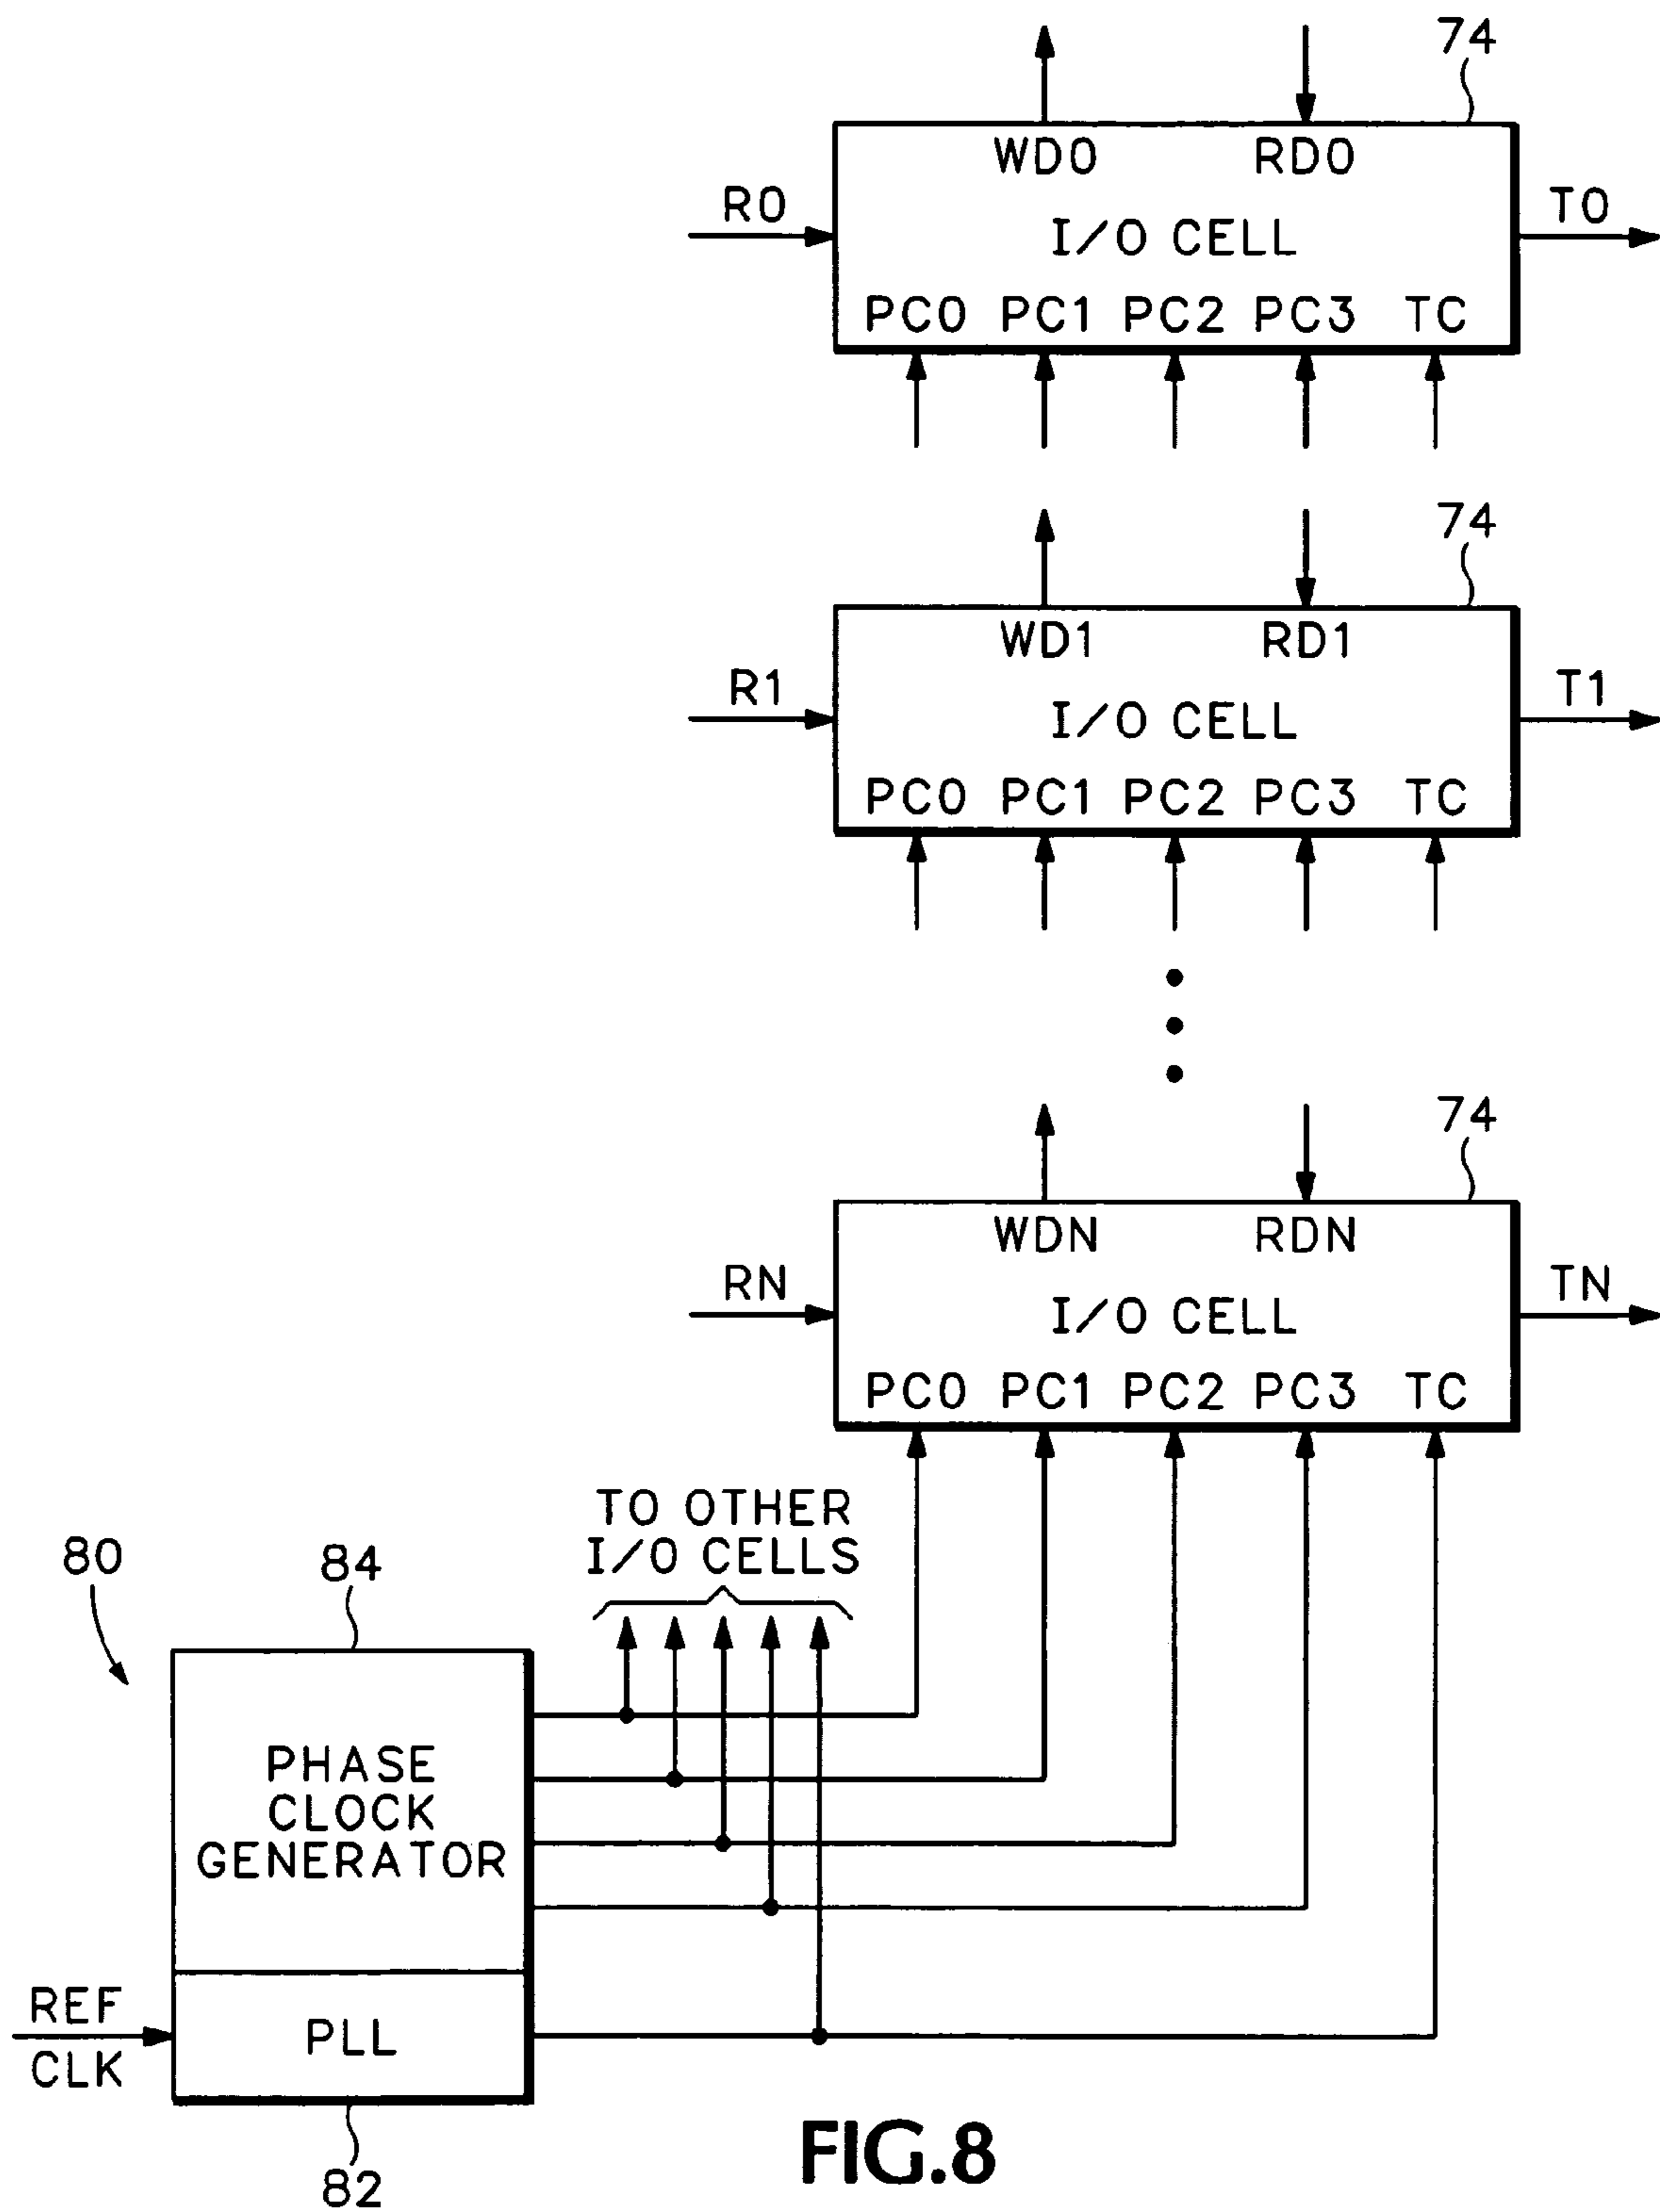 74
WD0 RD0
R0 I/O CELL T0
PC0 PC1 PC2 PC3 TC
74
WD1 RD1
R1 I/O CELL T1
PC0 PC1 PC2 PC3 TC
74
WDN RDN
RN I/O CELL TN
PC0 PC1 PC2 PC3 TC
TO OTHER
I/O CELLS
80
84
PHASE
CLOCK
GENERATOR
REF
CLK
PLL
82
FIG.8